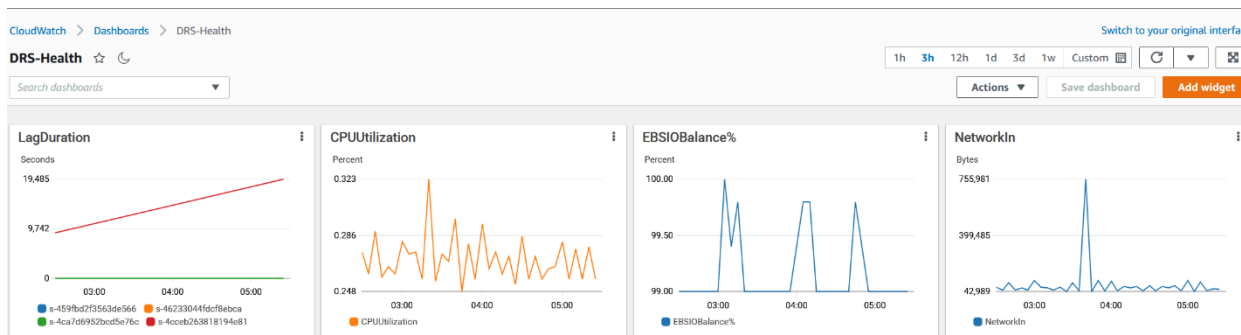 CloudWatch > Dashboards > DRS-Health
Switch to your original interfa
DRS-Health
1h 3h 12h 1d 3d 1w Custom
Search dashboards
Actions ▼ Save dashboard Add widget
LagDuration
Seconds
19,485
9,742
0
03:00 04:00 05:00
s-459fbd2f3563de566 s-46233044fdcf8ebca
s-4ca7d6952bcd5e76c s-4cceb263818194e81
CPUUtilization
Percent
0.323
0.286
0.248
03:00 04:00 05:00
CPUUtilization
EBSIOBalance%
Percent
100.00
99.50
99.00
03:00 04:00 05:00
EBSIOBalance%
NetworkIn
Bytes
755,981
399,485
42,989
03:00 04:00 05:00
NetworkIn